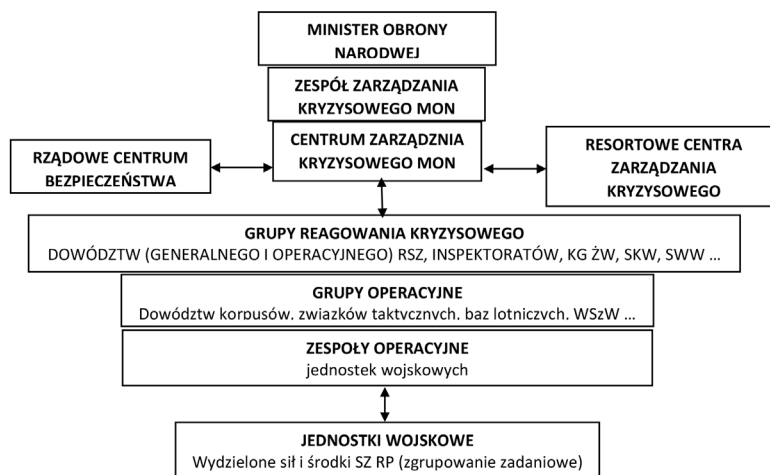 MINISTER OBRONY
NARODWEJ
ZESPÓŁ ZARZĄDZANIA
KRYZYSOWEGO MON
CENTRUM ZARZĄDZNIA
KRYZYSOWEGO MON
RZĄDOWE CENTRUM
BEZPIECZEŃSTWA
RESORTOWE CENTRA
ZARZĄDZANIA
KRYZYSOWEGO
GRUPY REAGOWANIA KRYZYSOWEGO
DOWÓDZTW (GENERALNEGO I OPERACYJNEGO) RSZ, INSPEKTORATÓW, KG ŻW, SKW, SWW ...
GRUPY OPERACYJNE
Dowództw korpusów, związków taktycznych, baz lotniczych, WSzW ...
ZESPOŁY OPERACYJNE
jednostek wojskowych
JEDNOSTKI WOJSKOWE
Wydzielone sił i środki SZ RP (zgrupowanie zadaniowe)